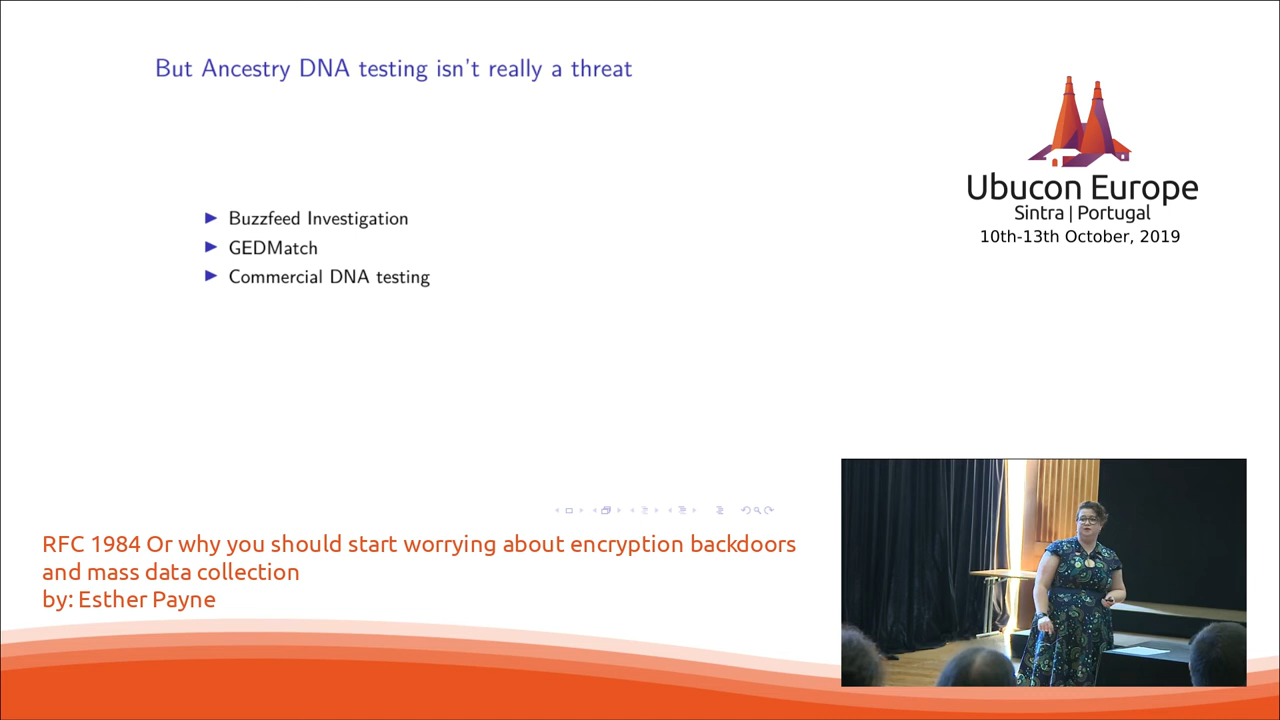 But Ancestry DNA testing isn't really a threat
Buzzfeed Investigation
GEDMatch
Commercial DNA testing
Ubucon Europe
Sintra | Portugal
10th-13th October, 2019
RFC 1984 Or why you should start worrying about encryption backdoors
and mass data collection
by: Esther Payne